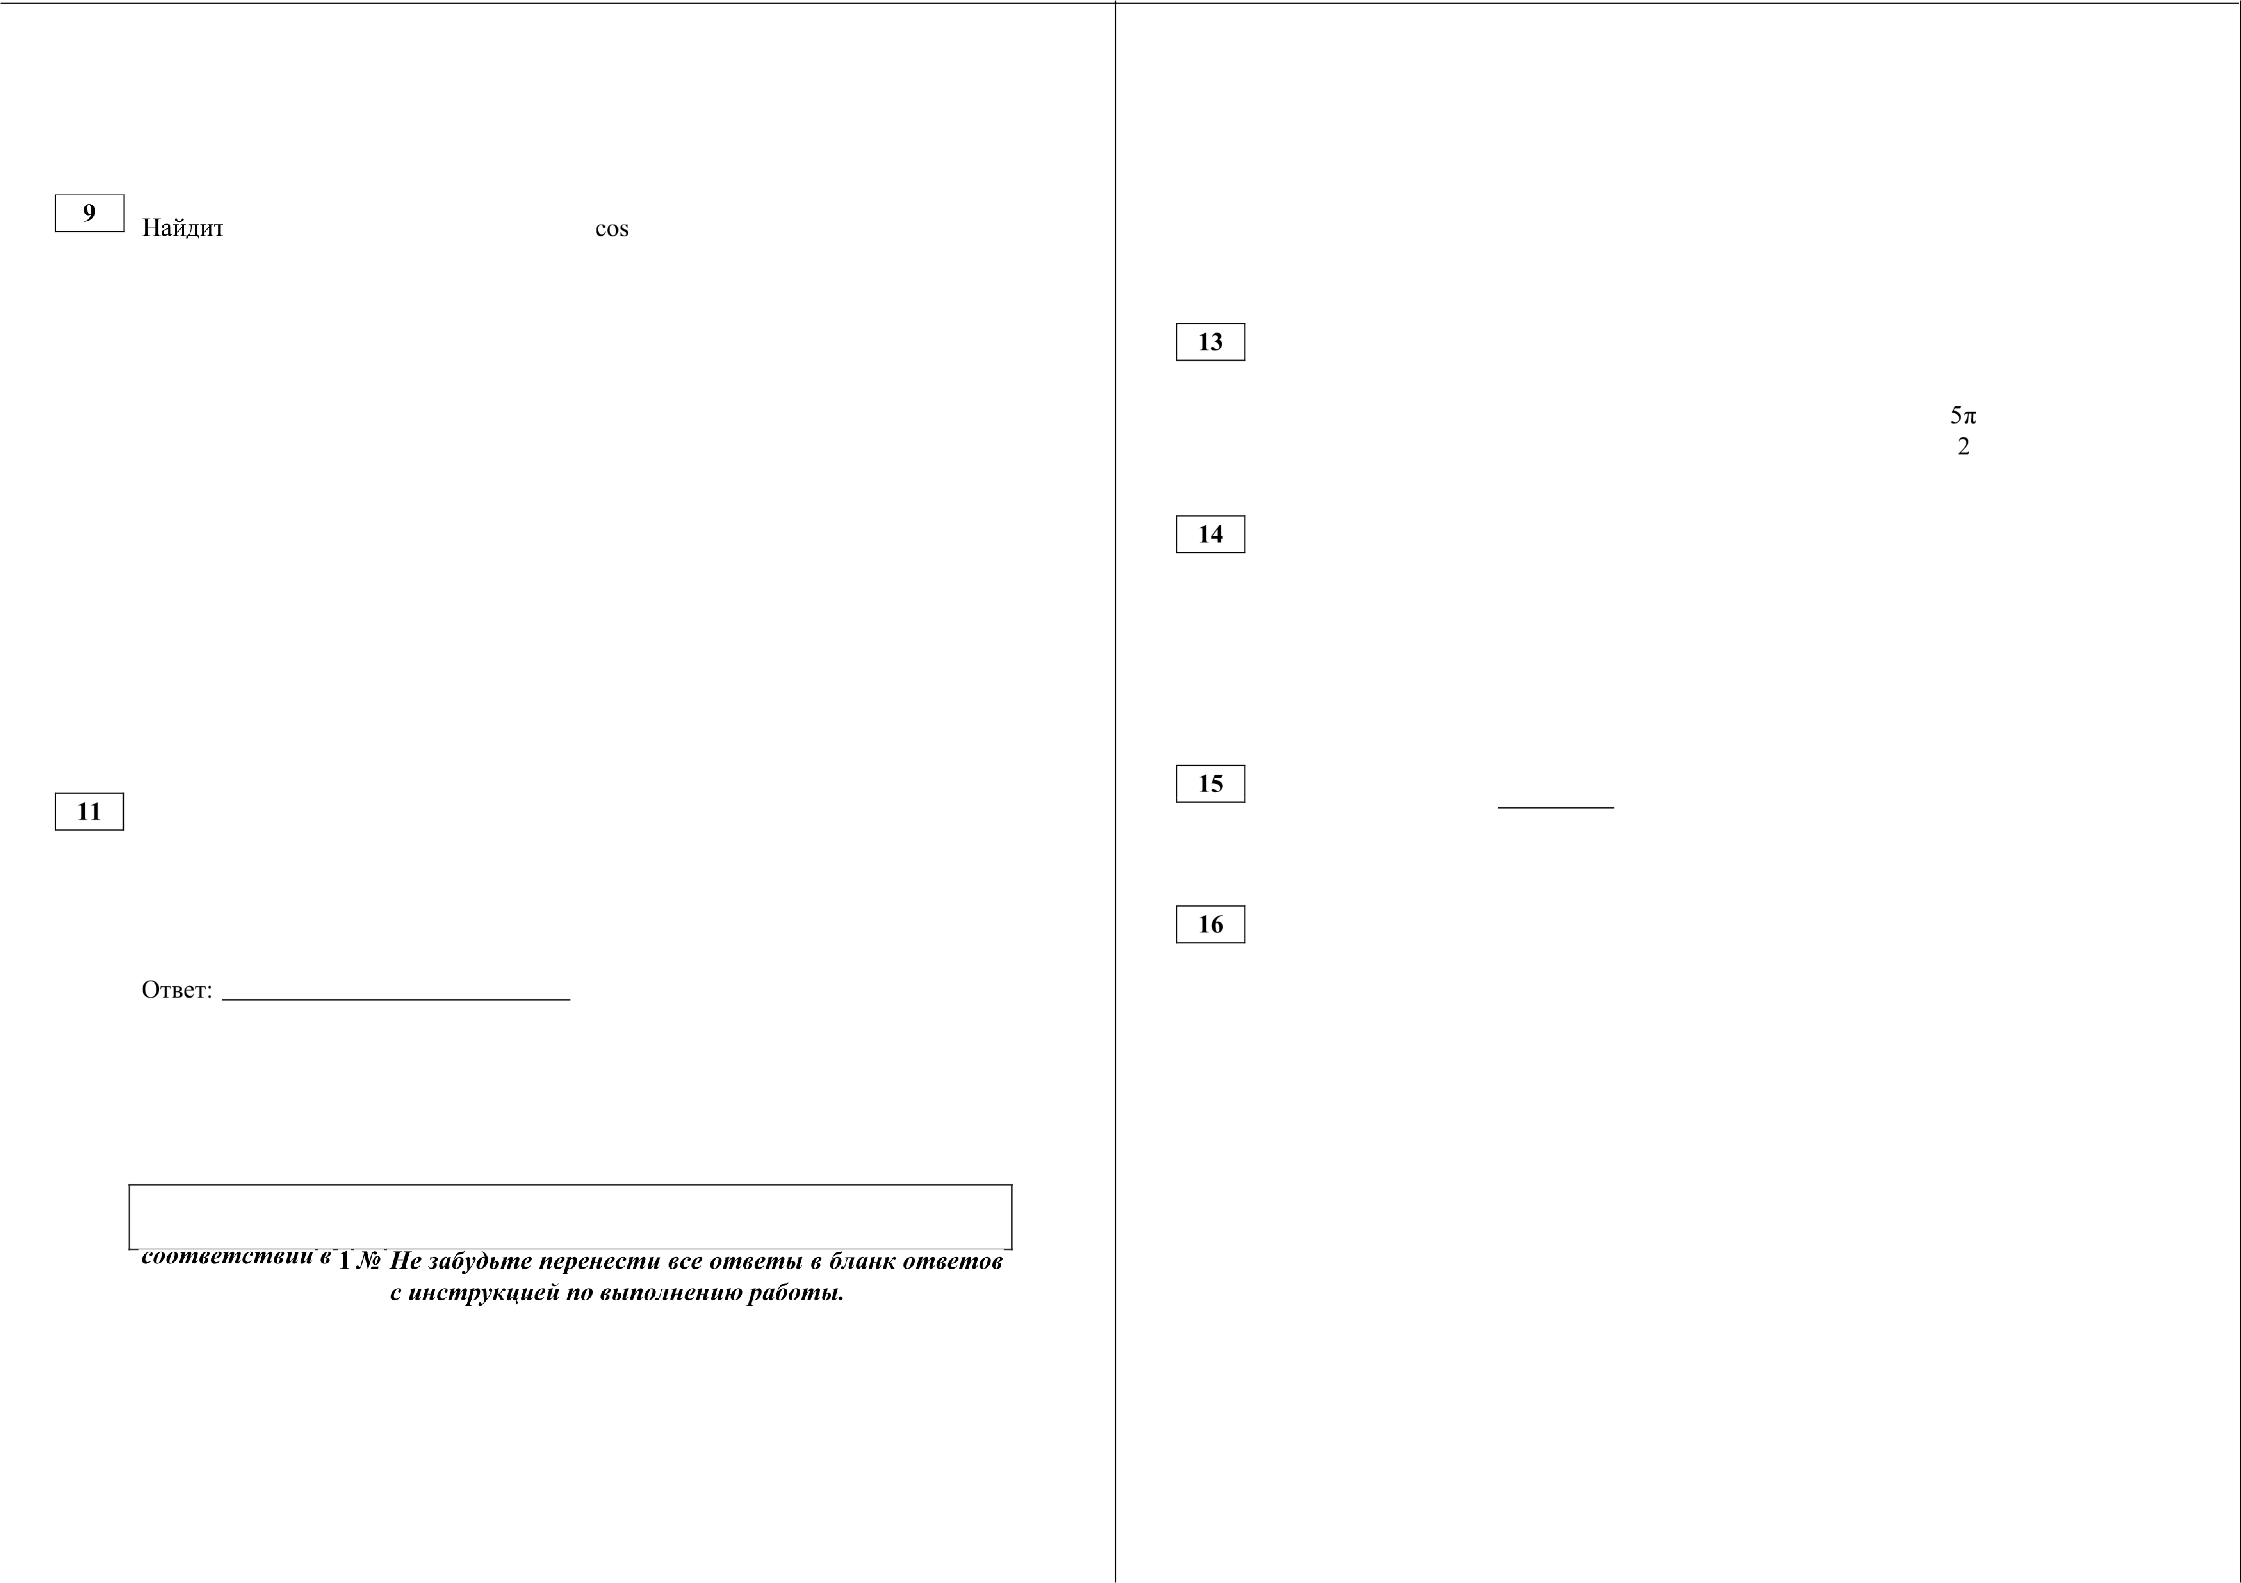 9
Найдит cos
11
Ответ:
соответствии в 1 № Не забудьте перенести все ответы в бланк ответов
с инструкцией по выполнению работы.
13
5π
2
14
15
16